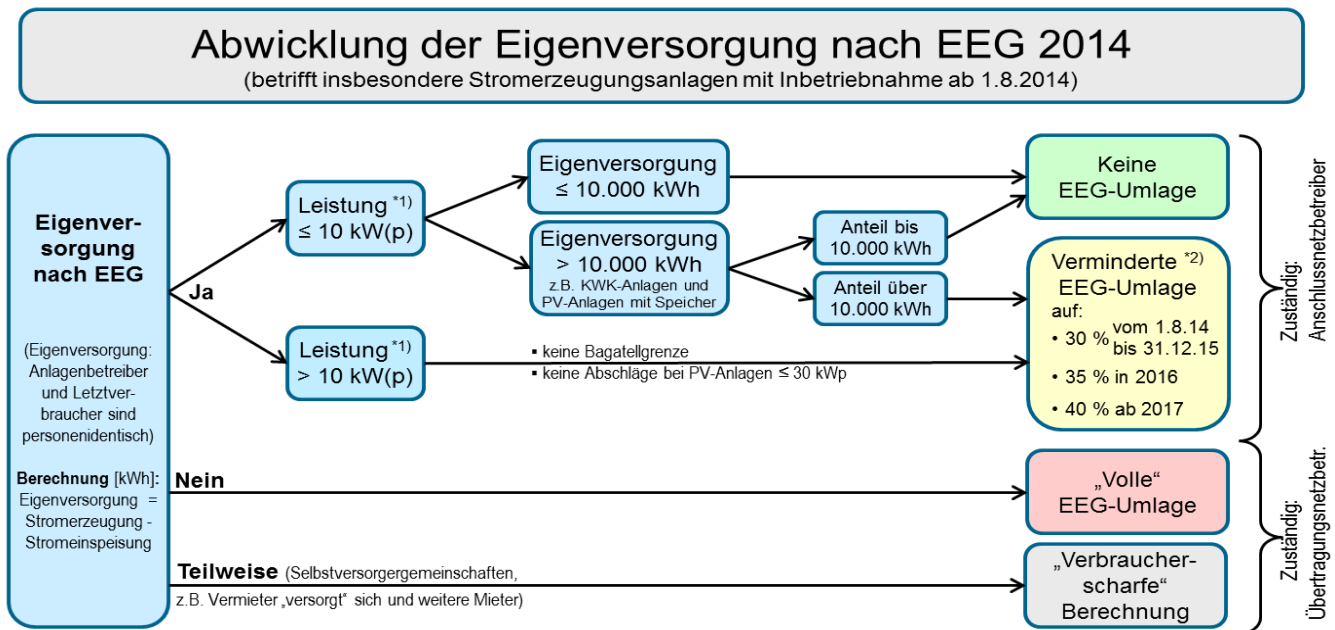 Abwicklung der Eigenversorgung nach EEG 2014
(betrifft insbesondere Stromerzeugungsanlagen mit Inbetriebnahme ab 1.8.2014)
Eigenver-
sorgung
nach EEG
(Eigenversorgung:
Anlagenbetreiber
und Letztver-
braucher sind
personenidentisch)
Berechnung [kWh]:
Eigenversorgung =
Stromerzeugung -
Stromeinspeisung
Ja
Leistung *1)
≤ 10 kW(p)
Eigenversorgung
≤ 10.000 kWh
Eigenversorgung
> 10.000 kWh
z.B. KWK-Anlagen und
PV-Anlagen mit Speicher
Anteil bis
10.000 kWh
Anteil über
10.000 kWh
Leistung *1)
> 10 kW(p)
▪ keine Bagatellgrenze
▪ keine Abschläge bei PV-Anlagen ≤ 30 kWp
Keine
EEG-Umlage
Verminderte *2)
EEG-Umlage
auf:
• 30 % vom 1.8.14
bis 31.12.15
• 35 % in 2016
• 40 % ab 2017
Zuständig:
Anschlussnetzbetreiber
Nein
„Volle“
EEG-Umlage
Teilweise (Selbstversorgergemeinschaften,
z.B. Vermieter „versorgt“ sich und weitere Mieter)
„Verbraucher-
scharfe“
Berechnung
Zuständig:
Übertragungsnetzbetr.